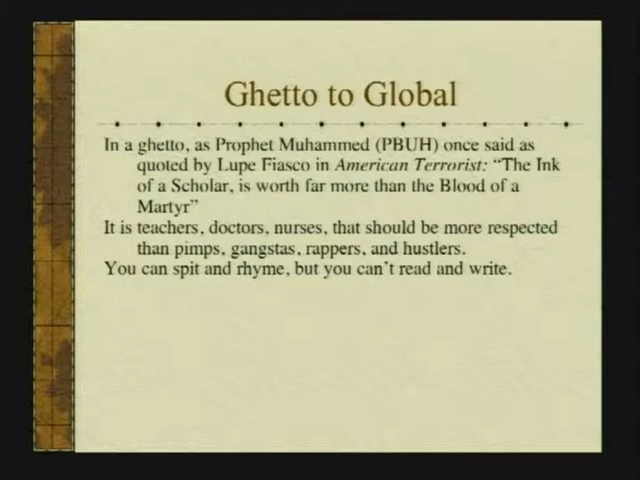 Ghetto to Global
In a ghetto, as Prophet Muhammed (PBUH) once said as
quoted by Lupe Fiasco in American Terrorist: “The Ink
of a Scholar, is worth far more than the Blood of a
Martyr”
It is teachers, doctors, nurses, that should be more respected
than pimps, gangstas, rappers, and hustlers.
You can spit and rhyme, but you can’t read and write.